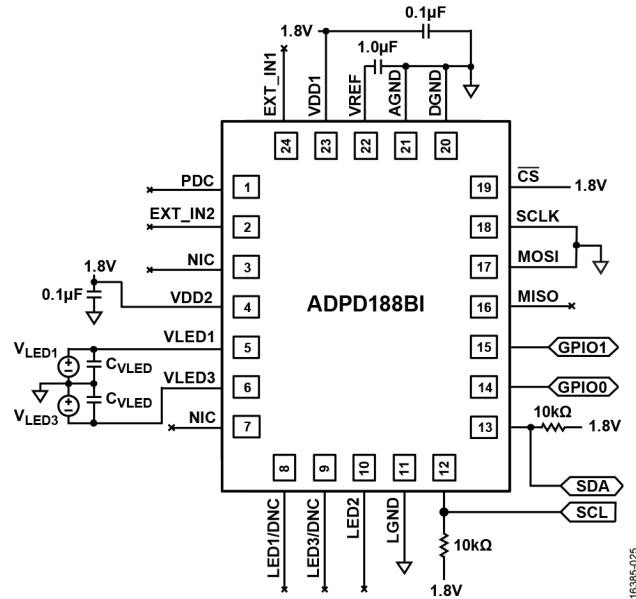 0.1µF
1.8V
1.0µF
EXT_IN1
VDD1
VREF
AGND
DGND
24
23
22
21
20
PDC
1
19
CS
1.8V
EXT_IN2
2
18
SCLK
NIC
3
17
MOSI
1.8V
0.1µF
VDD2
4
ADPD188BI
16
MISO
VLED1
5
15
GPIO1
VLED1
CVLED
VLED3
6
14
GPIO0
CVLED
VLED3
NIC
7
13
10kΩ
1.8V
8
9
10
11
12
SDA
SCL
LED1/DNC
LED3/DNC
LED2
LGND
10kΩ
1.8V
16385-025